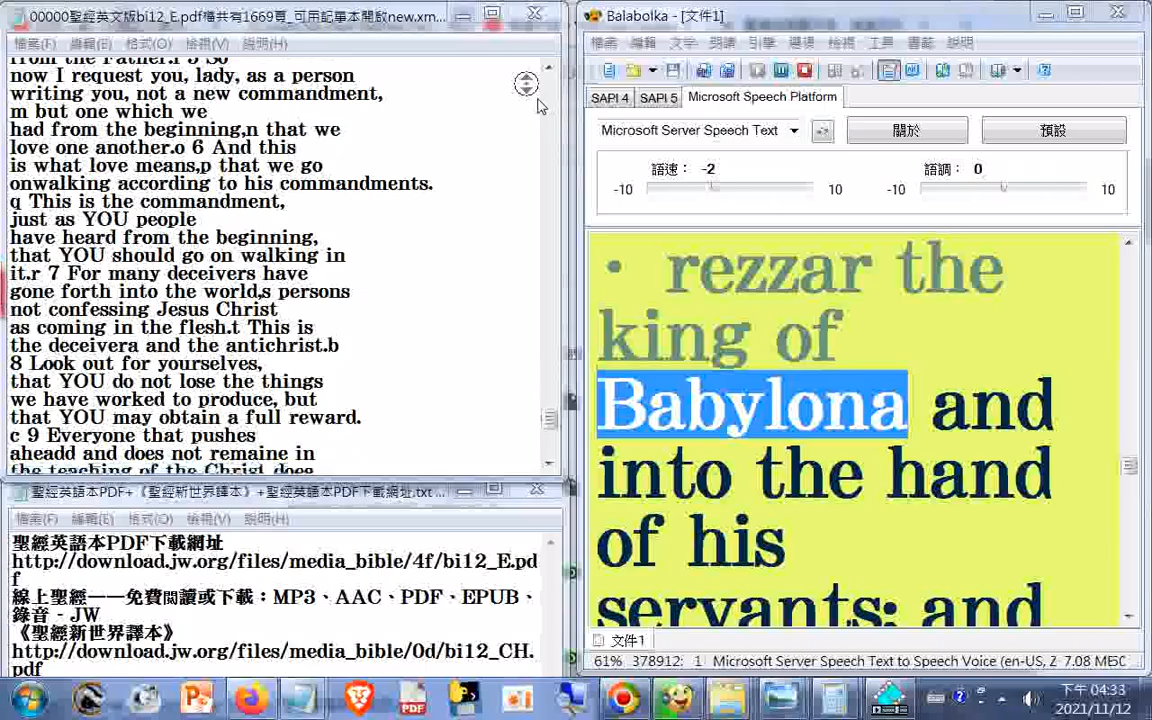 00000聖經英文版bi12_E.pdf檔共有1669頁_可用記事本開啟new.xm...
檔案(F) 編輯(E) 格式(O) 檢視(V) 說明(H)
from the Father.r 5 So
now I request you, lady, as a person
writing you, not a new commandment,
m but one which we
had from the beginning,n that we
love one another.o 6 And this
is what love means,p that we go
onwalking according to his commandments.
q This is the commandment,
just as YOU people
have heard from the beginning,
that YOU should go on walking in
it.r 7 For many deceivers have
gone forth into the world,s persons
not confessing Jesus Christ
as coming in the flesh.t This is
the deceivera and the antichrist.b
8 Look out for yourselves,
that YOU do not lose the things
we have worked to produce, but
that YOU may obtain a full reward.
c 9 Everyone that pushes
aheadd and does not remaine in
the teaching of the Christ does
聖經英語本PDF+《聖經新世界譯本》+聖經英語本PDF下載網址.txt ...
檔案(F) 編輯(E) 格式(O) 檢視(V) 說明(H)
聖經英語本PDF下載網址
http://download.jw.org/files/media_bible/4f/bi12_E.pd
f
線上聖經——免費閱讀或下載：MP3、AAC、PDF、EPUB、
錄音 - JW
《聖經新世界譯本》
http://download.jw.org/files/media_bible/0d/bi12_CH.
pdf
Balabolka - [文件1]
檔案 編輯 文字 朗讀 引擎 選項 檢視 工具 書籤 說明
SAPI 4 SAPI 5 Microsoft Speech Platform
Microsoft Server Speech Text 關於 預設
語速： -2 語調： 0
-10 10 -10 10
· rezzar the
king of
Babylona and
into the hand
of his
servants; and
文件1
61% 378912: 1 Microsoft Server Speech Text to Speech Voice (en-US, Z 7.08 МБ
下午 04:33
2021/11/12